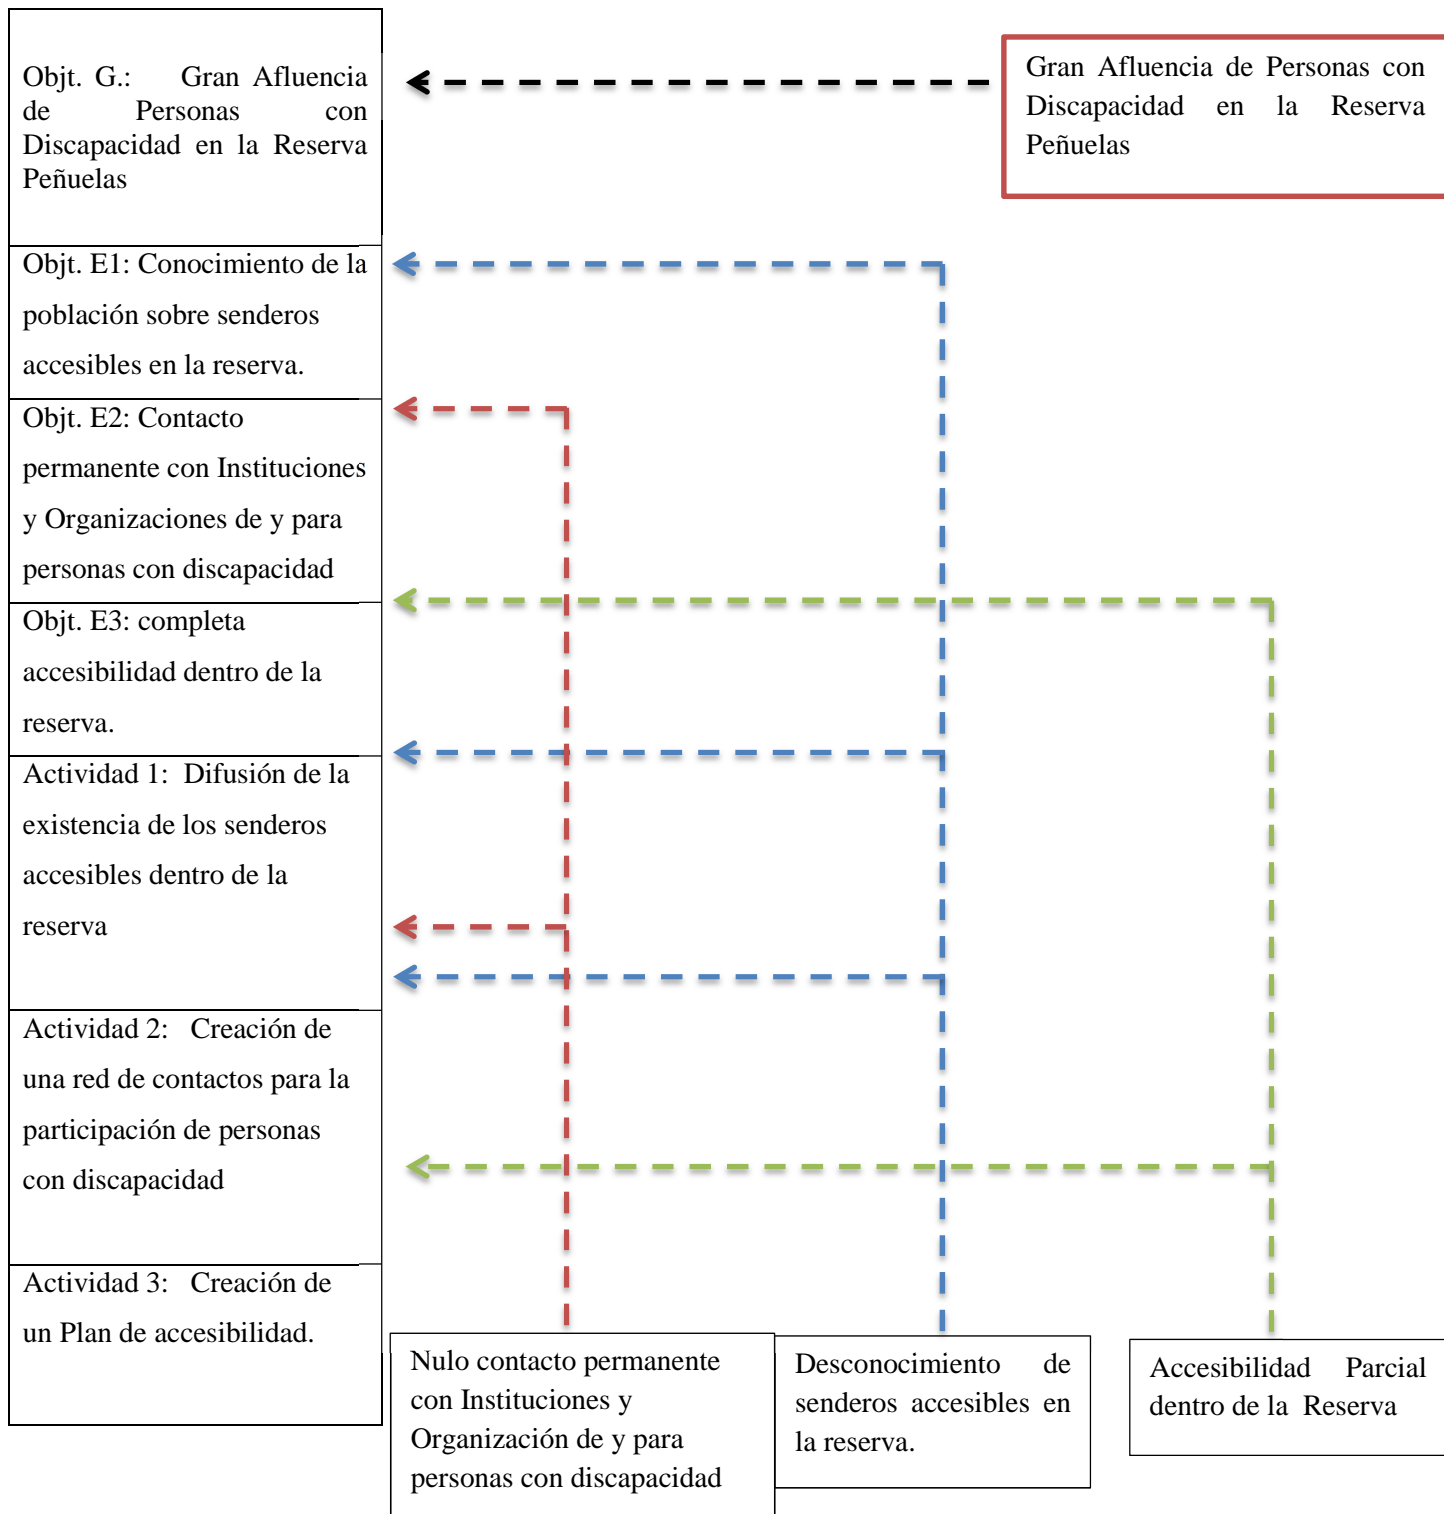 Objt. G.: Gran Afluencia
de Personas con
Discapacidad en la Reserva
Peñuelas
Gran Afluencia de Personas con
Discapacidad en la Reserva
Peñuelas
Objt. E1: Conocimiento de la
población sobre senderos
accesibles en la reserva.
Objt. E2: Contacto
permanente con Instituciones
y Organizaciones de y para
personas con discapacidad
Objt. E3: completa
accesibilidad dentro de la
reserva.
Actividad 1: Difusión de la
existencia de los senderos
accesibles dentro de la
reserva
Actividad 2: Creación de
una red de contactos para la
participación de personas
con discapacidad
Actividad 3: Creación de
un Plan de accesibilidad.
Nulo contacto permanente
con Instituciones y
Organización de y para
personas con discapacidad
Desconocimiento de
senderos accesibles en
la reserva.
Accesibilidad Parcial
dentro de la Reserva